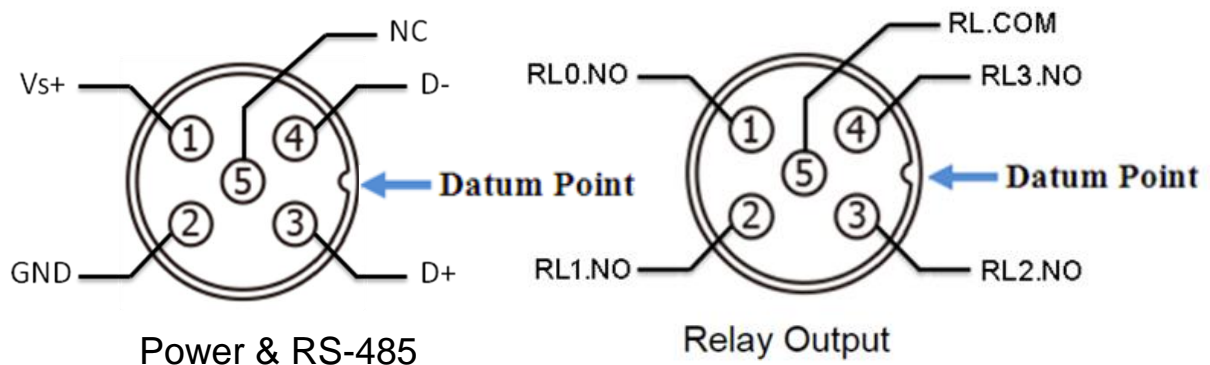 NC
Vs+
D-
1
4
5
Datum Point
2
3
GND
D+
Power & RS-485
RL.COM
RL0.NO
RL3.NO
1
4
5
Datum Point
2
3
RL1.NO
RL2.NO
Relay Output